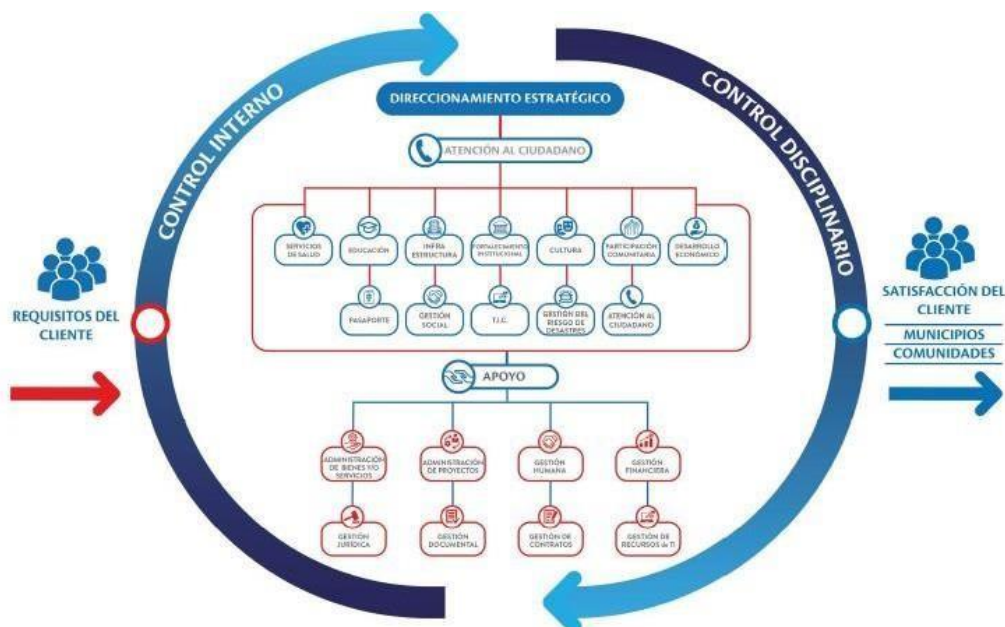 CONTROL INTERNO
CONTROL DISCIPLINARIO
DIRECCIONAMIENTO ESTRATÉGICO
ATENCIÓN AL CIUDADANO
SERVICIOS
DE SALUD
EDUCACIÓN
INFRA
ESTRUCTURA
FORTALECIMIENTO
INSTITUCIONAL
CULTURA
PARTICIPACIÓN
COMUNITARIA
DESARROLLO
ECONÓMICO
PASAPORTE
GESTIÓN
SOCIAL
T.I.C.
GESTIÓN DEL
RIESGO DE
DESASTRES
ATENCIÓN AL
CIUDADANO
REQUISITOS DEL
CLIENTE
SATISFACCIÓN DEL
CLIENTE
MUNICIPIOS
COMUNIDADES
APOYO
ADMINISTRACIÓN
DE BIENES Y/O
SERVICIOS
ADMINISTRACIÓN
DE PROYECTOS
GESTIÓN
HUMANA
GESTIÓN
FINANCIERA
GESTIÓN
JURÍDICA
GESTIÓN
DOCUMENTAL
GESTIÓN DE
CONTRATOS
GESTIÓN DE
RECURSOS de TI